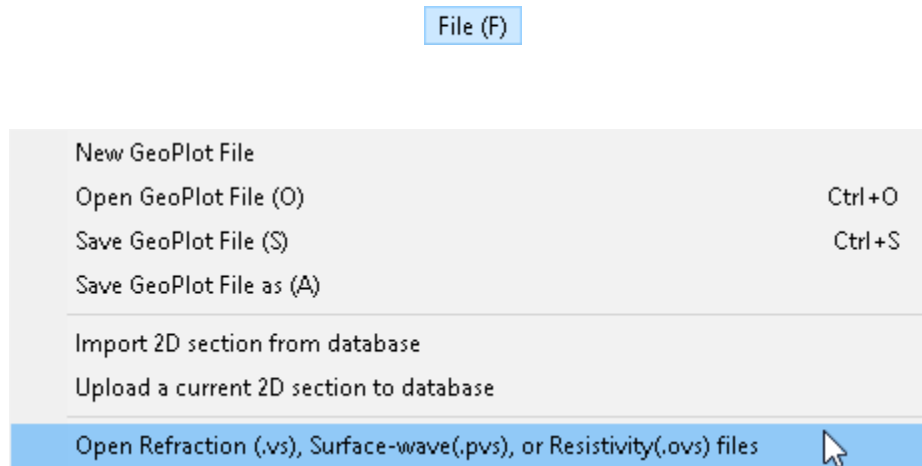 File (F)
New GeoPlot File
Open GeoPlot File (O) Ctrl+O
Save GeoPlot File (S) Ctrl+S
Save GeoPlot File as (A)
Import 2D section from database
Upload a current 2D section to database
Open Refraction (.vs), Surface-wave(.pvs), or Resistivity(.ovs) files